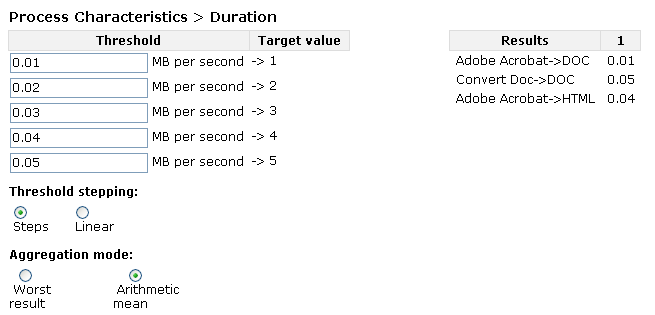 Process Characteristics > Duration
Threshold Target value
0.01 MB per second -> 1
0.02 MB per second -> 2
0.03 MB per second -> 3
0.04 MB per second -> 4
0.05 MB per second -> 5
Threshold stepping:
Steps Linear
Aggregation mode:
Worst result
Arithmetic mean
Results 1
Adobe Acrobat->DOC 0.01
Convert Doc->DOC 0.05
Adobe Acrobat->HTML 0.04